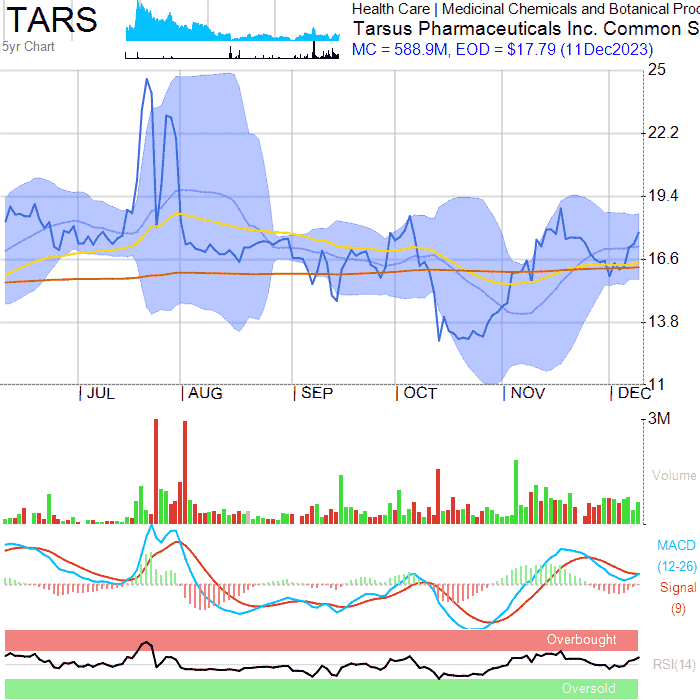 TARS
5yr Chart
Health Care | Medicinal Chemicals and Botanical Pro
Tarsus Pharmaceuticals Inc. Common S
MC = 588.9M, EOD = $17.79 (11Dec2023)
25
22.2
19.4
16.6
13.8
11
JUL AUG SEP OCT NOV DEC
3M
Volume
MACD
(12-26)
Signal
(9)
Overbought
RSI(14)
Oversold